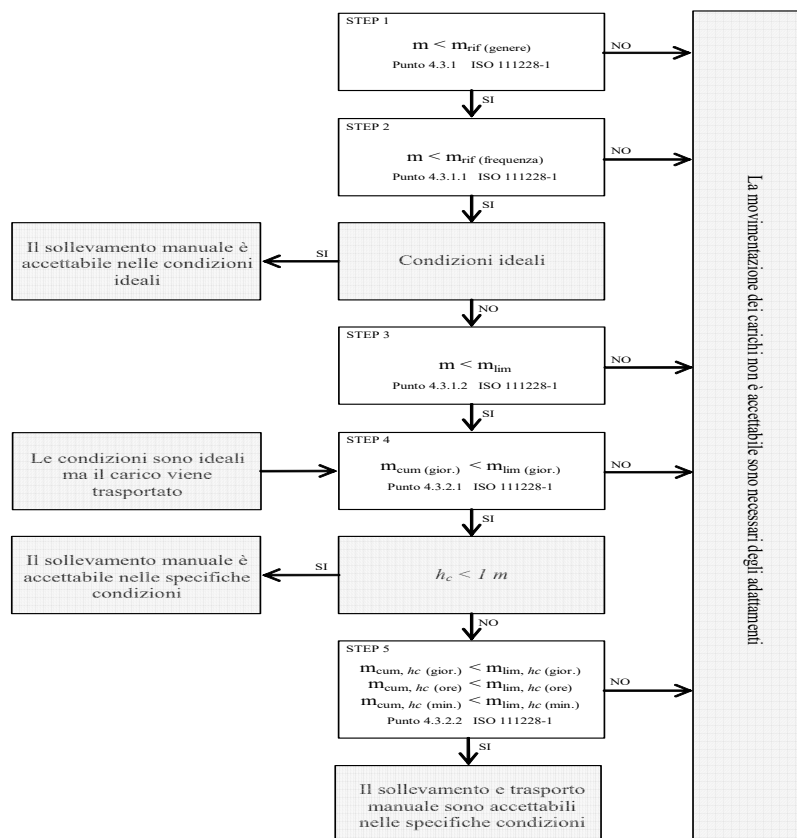 STEP 1
m < mrif (genere)
Punto 4.3.1 ISO 111228-1
NO
SI
STEP 2
m < mrif (frequenza)
Punto 4.3.1.1 ISO 111228-1
NO
SI
Il sollevamento manuale è
accettabile nelle condizioni
ideali
SI
Condizioni ideali
NO
STEP 3
m < mlim
Punto 4.3.1.2 ISO 111228-1
NO
SI
Le condizioni sono ideali
ma il carico viene
trasportato
STEP 4
mcum (gior.) < mlim (gior.)
Punto 4.3.2.1 ISO 111228-1
NO
SI
Il sollevamento manuale è
accettabile nelle specifiche
condizioni
SI
hc < 1 m
NO
STEP 5
mcum, hc (gior.) < mlim, hc (gior.)
mcum, hc (ore) < mlim, hc (ore)
mcum, hc (min.) < mlim, hc (min.)
Punto 4.3.2.2 ISO 111228-1
NO
SI
Il sollevamento e trasporto
manuale sono accettabili
nelle specifiche condizioni
La movimentazione dei carichi non è accettabile sono necessari degli adattamenti